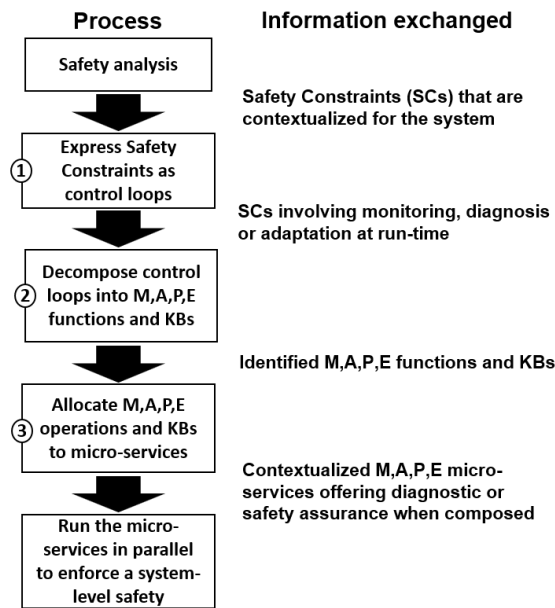 Process
Information exchanged
Safety analysis
Safety Constraints (SCs) that are
contextualized for the system
1
Express Safety
Constraints as
control loops
SCs involving monitoring, diagnosis
or adaptation at run-time
2
Decompose control
loops into M,A,P,E
functions and KBs
Identified M,A,P,E functions and KBs
3
Allocate M,A,P,E
operations and KBs
to micro-services
Contextualized M,A,P,E micro-
services offering diagnostic or
safety assurance when composed
Run the micro-
services in parallel
to enforce a system-
level safety